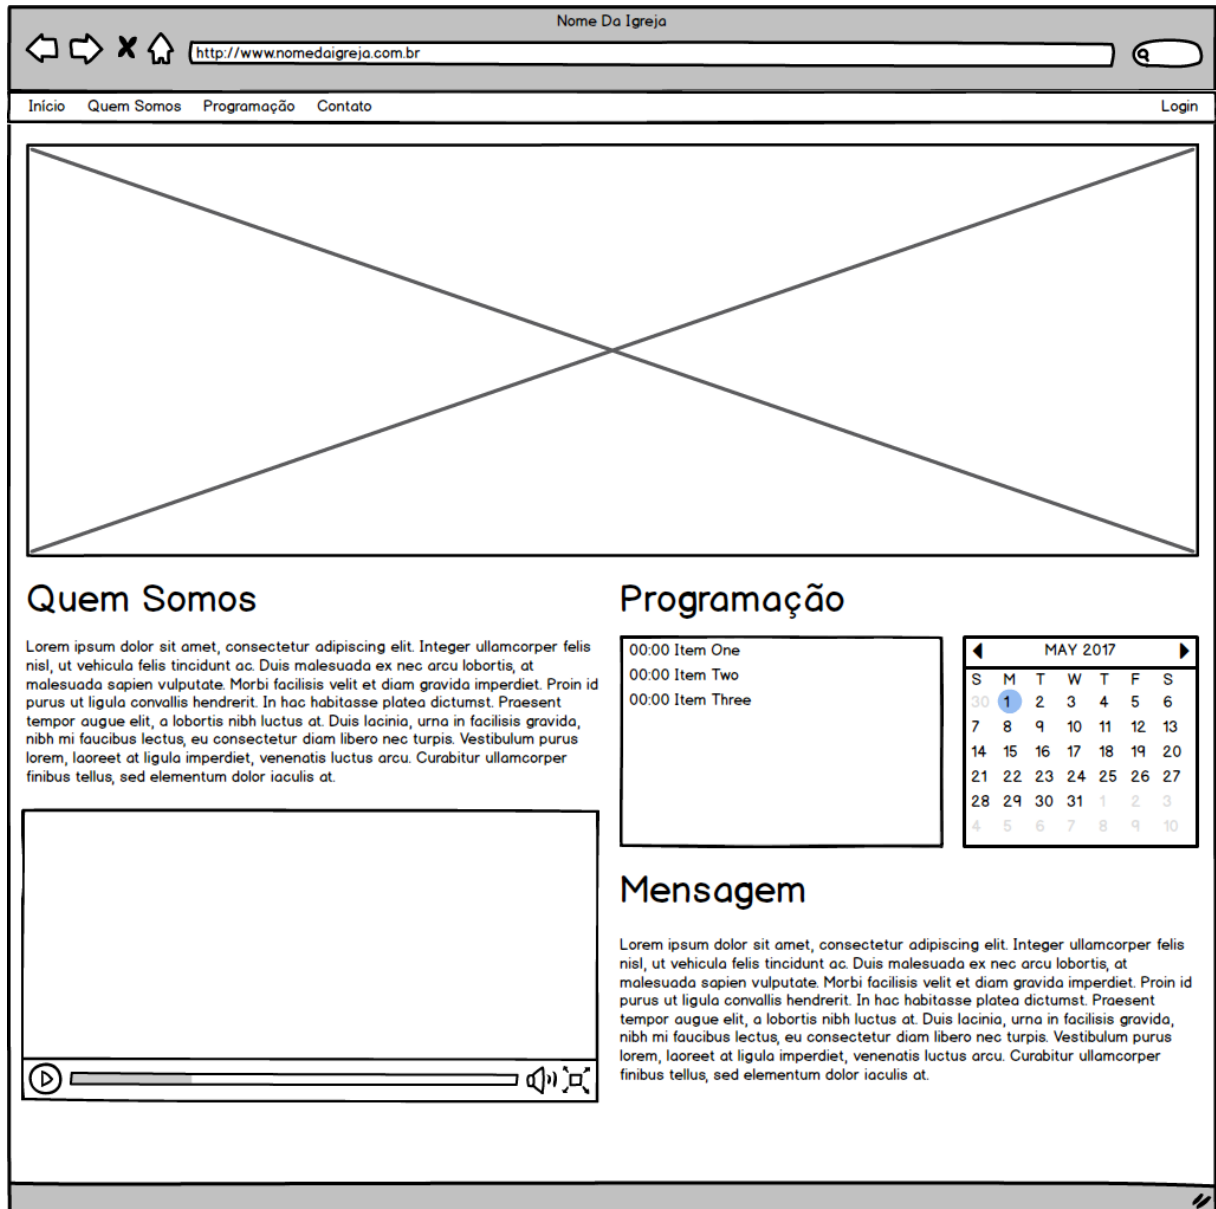 Nome Da Igreja
http://www.nomedaigreja.com.br
Início Quem Somos Programação Contato Login
Quem Somos
Lorem ipsum dolor sit amet, consectetur adipiscing elit. Integer ullamcorper felis
nisl, ut vehicula felis tincidunt ac. Duis malesuada ex nec arcu lobortis, at
malesuada sapien vulputate. Morbi facilisis velit et diam gravida imperdiet. Proin id
purus ut ligula convallis hendrerit. In hac habitasse platea dictumst. Praesent
tempor augue elit, a lobortis nibh luctus at. Duis lacinia, urna in facilisis gravida,
nibh mi faucibus lectus, eu consectetur diam libero nec turpis. Vestibulum purus
lorem, laoreet at ligula imperdiet, venenatis luctus arcu. Curabitur ullamcorper
finibus tellus, sed elementum dolor iaculis at.
Programação
00:00 Item One
00:00 Item Two
00:00 Item Three
MAY 2017
S M T W T F S
30 1 2 3 4 5 6
7 8 9 10 11 12 13
14 15 16 17 18 19 20
21 22 23 24 25 26 27
28 29 30 31 1 2 3
4 5 6 7 8 9 10
Mensagem
Lorem ipsum dolor sit amet, consectetur adipiscing elit. Integer ullamcorper felis
nisl, ut vehicula felis tincidunt ac. Duis malesuada ex nec arcu lobortis, at
malesuada sapien vulputate. Morbi facilisis velit et diam gravida imperdiet. Proin id
purus ut ligula convallis hendrerit. In hac habitasse platea dictumst. Praesent
tempor augue elit, a lobortis nibh luctus at. Duis lacinia, urna in facilisis gravida,
nibh mi faucibus lectus, eu consectetur diam libero nec turpis. Vestibulum purus
lorem, laoreet at ligula imperdiet, venenatis luctus arcu. Curabitur ullamcorper
finibus tellus, sed elementum dolor iaculis at.